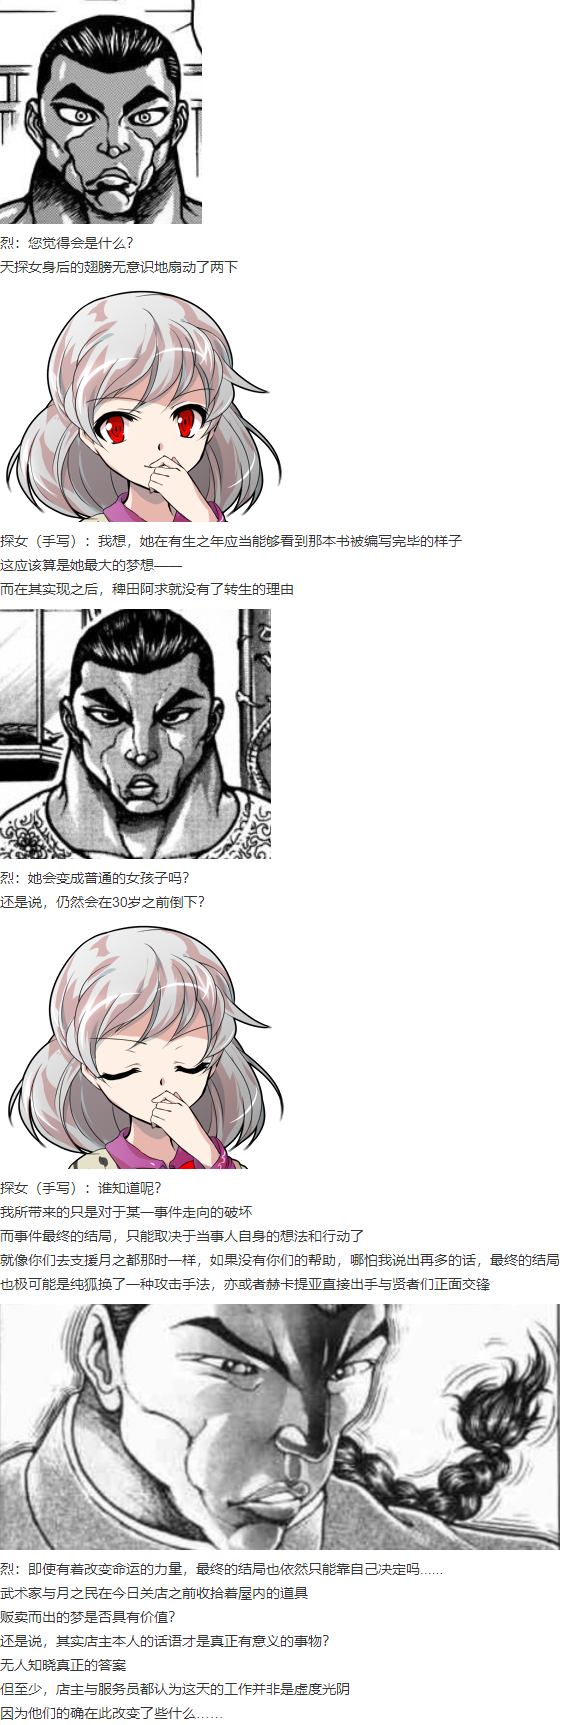 烈：您觉得会是什么？
天探女身后的翅膀无意识地扇动了两下
探女（手写）：我想，她在有生之年应当能够看到那本书被编写完毕的样子
这应该算是她最大的梦想——
而在其实现之后，稗田阿求就没有了转生的理由
烈：她会变成普通的女孩子吗？
还是说，仍然会在30岁之前倒下？
探女（手写）：谁知道呢？
我所带来的只是对于某一事件走向的破坏
而事件最终的结局，只能取决于当事人自身的想法和行动了
就像你们去支援月之都那时一样，如果没有你们的帮助，哪怕我说出再多的话，最终的结局
也极可能是纯狐换了一种攻击手法，亦或者赫卡提亚直接出手与贤者们正面交锋
烈：即使有着改变命运的力量，最终的结局也依然只能靠自己决定吗......
武术家与月之民在今日关店之前收拾着屋内的道具
贩卖而出的梦是否具有价值？
还是说，其实店主本人的话语才是真正有意义的事物？
无人知晓真正的答案
但至少，店主与服务员都认为这天的工作并非是虚度光阴
因为他们的确在此改变了些什么……